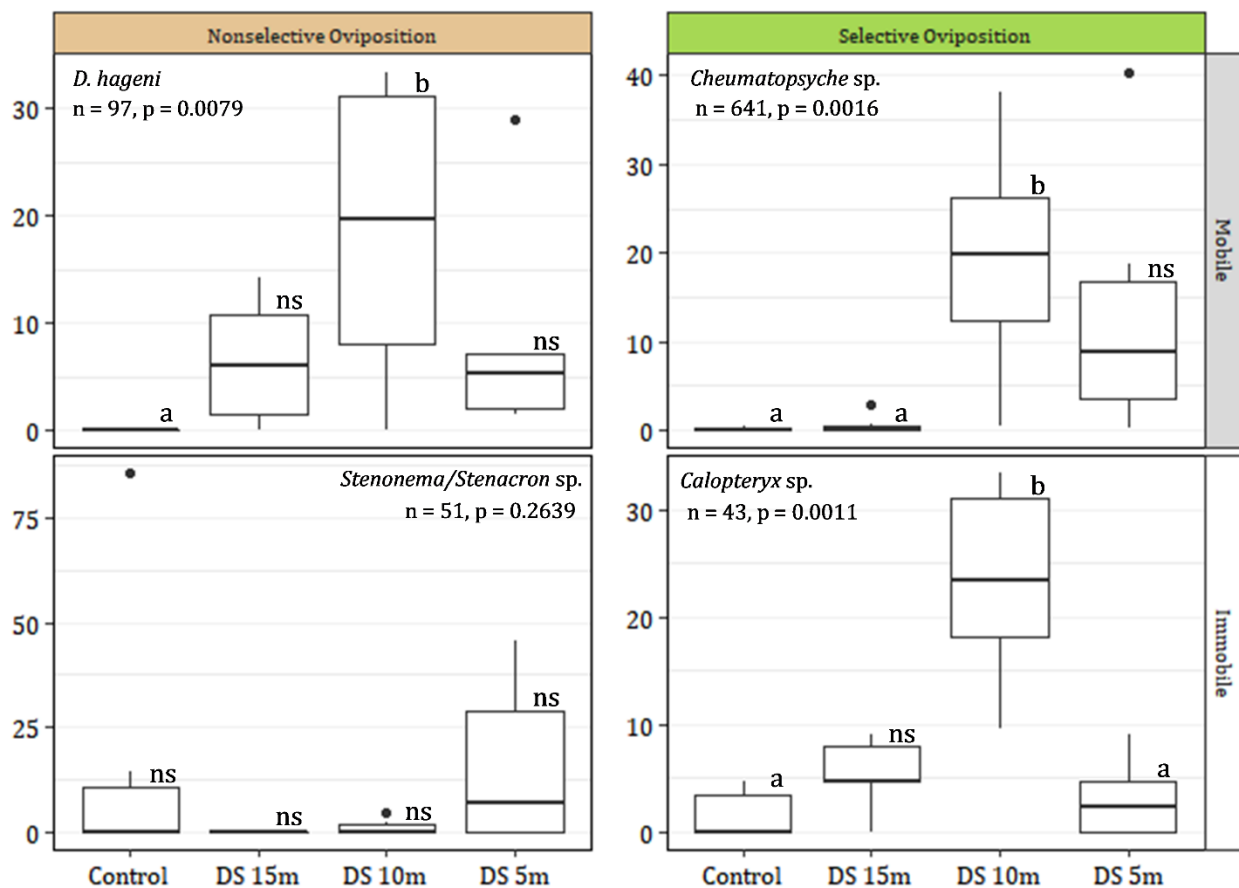 Nonselective Oviposition
Selective Oviposition
D. hageni
n = 97, p = 0.0079
30
20
10
0
a
ns
b
ns
Cheumatopsyche sp.
n = 641, p = 0.0016
40
30
20
10
0
a
a
b
ns
Mobile
Stenonema/Stenacron sp.
n = 51, p = 0.2639
75
50
25
0
ns
ns
ns
ns
Calopteryx sp.
n = 43, p = 0.0011
30
20
10
0
a
ns
b
a
Immobile
Control DS 15m DS 10m DS 5m
Control DS 15m DS 10m DS 5m